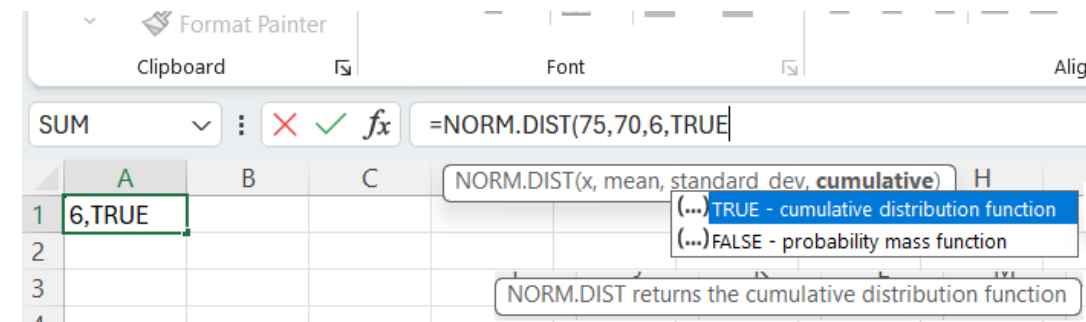 Format Painter
Clipboard Font Alig
SUM fx =NORM.DIST(75,70,6,TRUE
A B C H
NORM.DIST(x, mean, standard_dev, cumulative)
1 6,TRUE
(...) TRUE - cumulative distribution function
2
(...) FALSE - probability mass function
3
NORM.DIST returns the cumulative distribution function